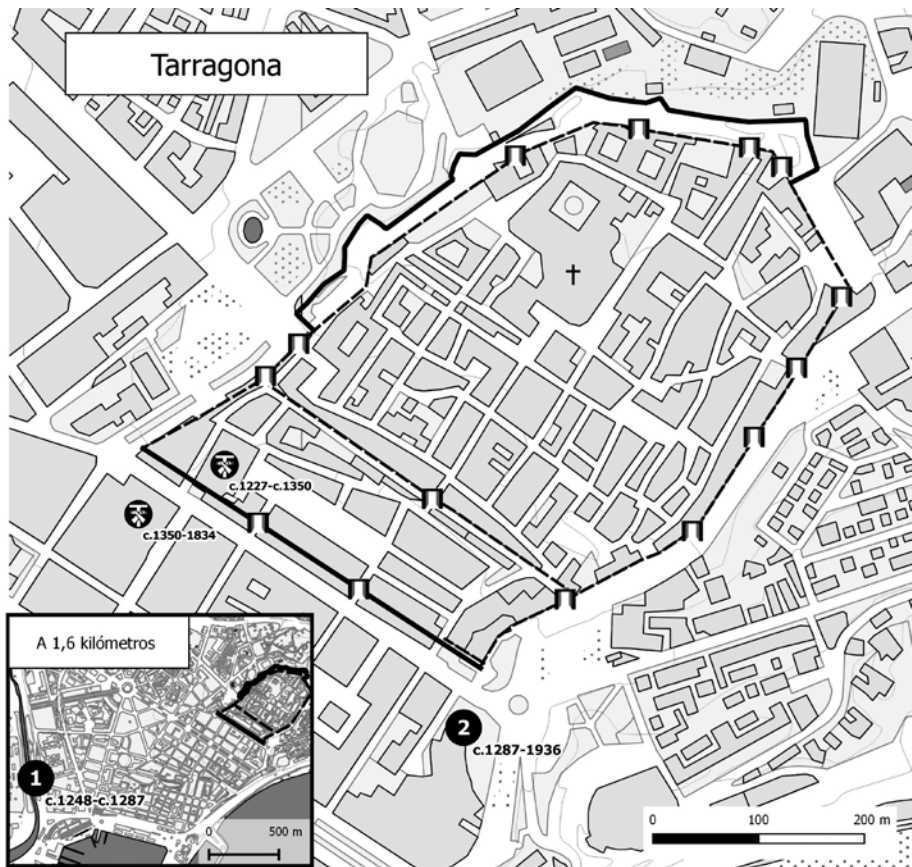 Tarragona
c.1227-c.1350
c.1350-1834
A 1,6 kilómetros
1
c.1248-c.1287
0 500 m
2
c.1287-1936
0 100 200 m